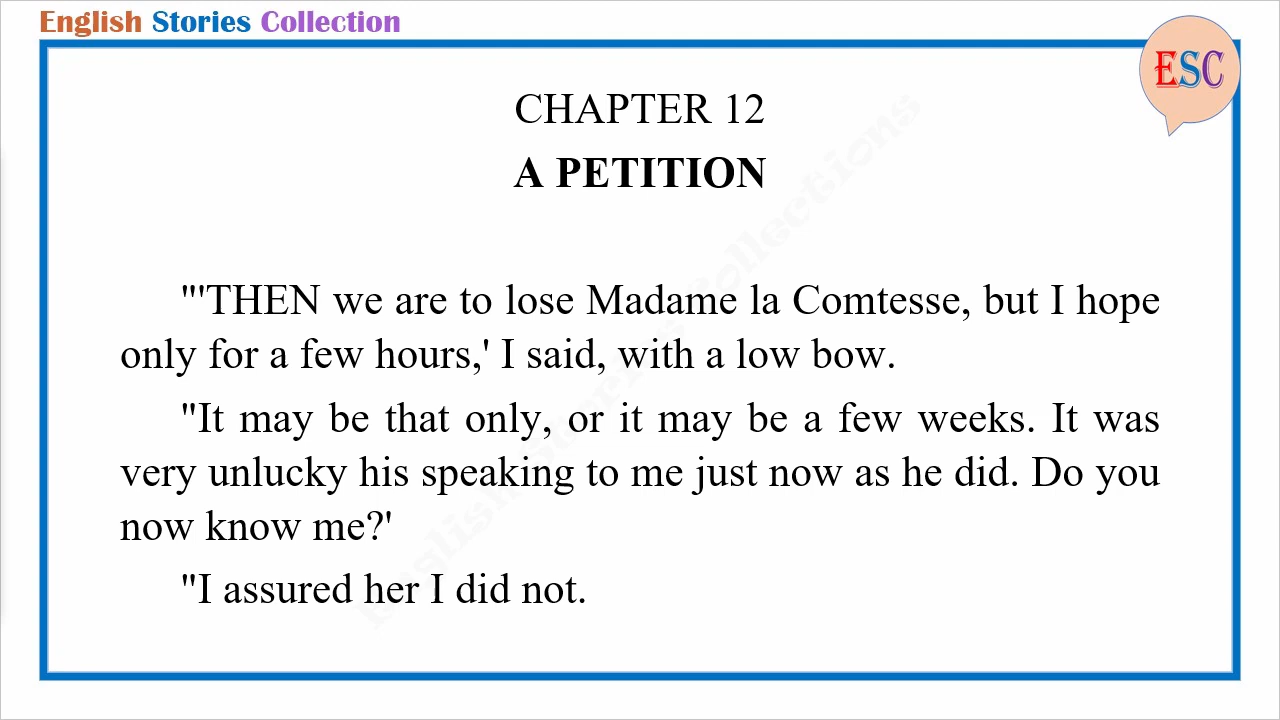 English Stories Collection
ESC
CHAPTER 12
A PETITION
"'THEN we are to lose Madame la Comtesse, but I hope
only for a few hours,' I said, with a low bow.
"It may be that only, or it may be a few weeks. It was
very unlucky his speaking to me just now as he did. Do you
now know me?'
"I assured her I did not.
English Stories Collections